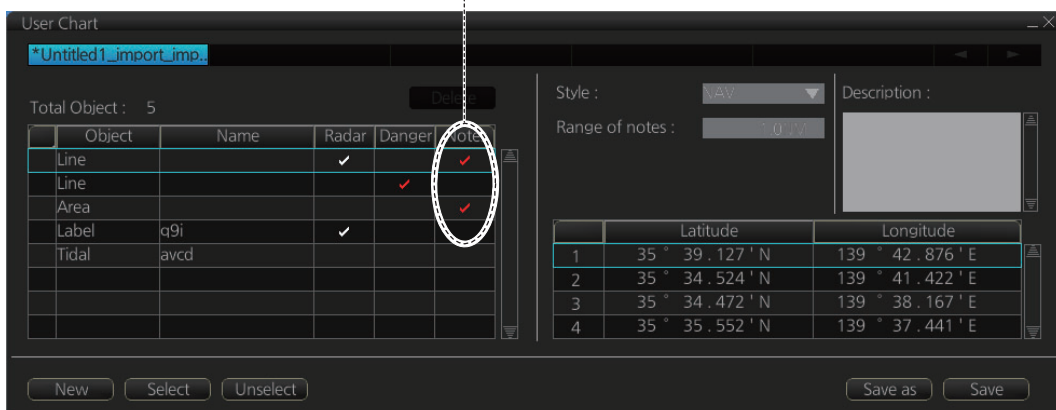 User Chart
*Untitled1_import_imp..
Total Object : 5
Delete
Object Name Radar Danger Note
Line
Line
Area
Label q9i
Tidal avcd
Style : NAV
Range of notes :
Description :
Latitude Longitude
1 35 ° 39 . 127 ' N 139 ° 42 . 876 ' E
2 35 ° 34 . 524 ' N 139 ° 41 . 422 ' E
3 35 ° 34 . 472 ' N 139 ° 38 . 167 ' E
4 35 ° 35 . 552 ' N 139 ° 37 . 441 ' E
New Select Unselect Save as Save